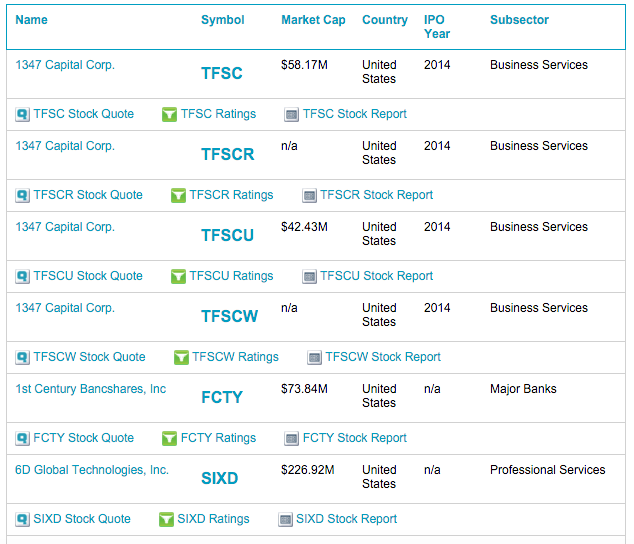 Name Symbol Market Cap Country IPO Year Subsector
1347 Capital Corp. TFSC $58.17M United States 2014 Business Services
TFSC Stock Quote TFSC Ratings TFSC Stock Report
1347 Capital Corp. TFSCR n/a United States 2014 Business Services
TFSCR Stock Quote TFSCR Ratings TFSCR Stock Report
1347 Capital Corp. TFSCU $42.43M United States 2014 Business Services
TFSCU Stock Quote TFSCU Ratings TFSCU Stock Report
1347 Capital Corp. TFSCW n/a United States 2014 Business Services
TFSCW Stock Quote TFSCW Ratings TFSCW Stock Report
1st Century Bancshares, Inc FCTY $73.84M United States n/a Major Banks
FCTY Stock Quote FCTY Ratings FCTY Stock Report
6D Global Technologies, Inc. SIXD $226.92M United States n/a Professional Services
SIXD Stock Quote SIXD Ratings SIXD Stock Report